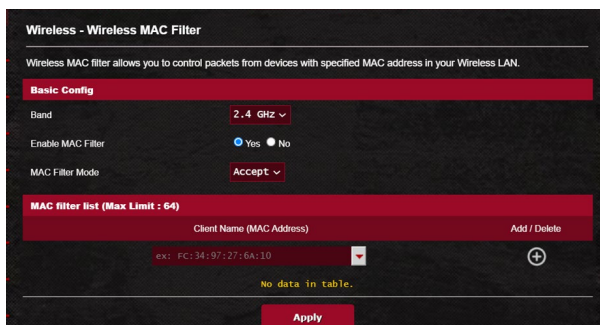 Wireless - Wireless MAC Filter
Wireless MAC filter allows you to control packets from devices with specified MAC address in your Wireless LAN.
Basic Config
Band 2.4 GHz
Enable MAC Filter Yes No
MAC Filter Mode Accept
MAC filter list (Max Limit : 64)
Client Name (MAC Address) Add / Delete
ex: FC:34:97:27:6A:10
No data in table.
Apply